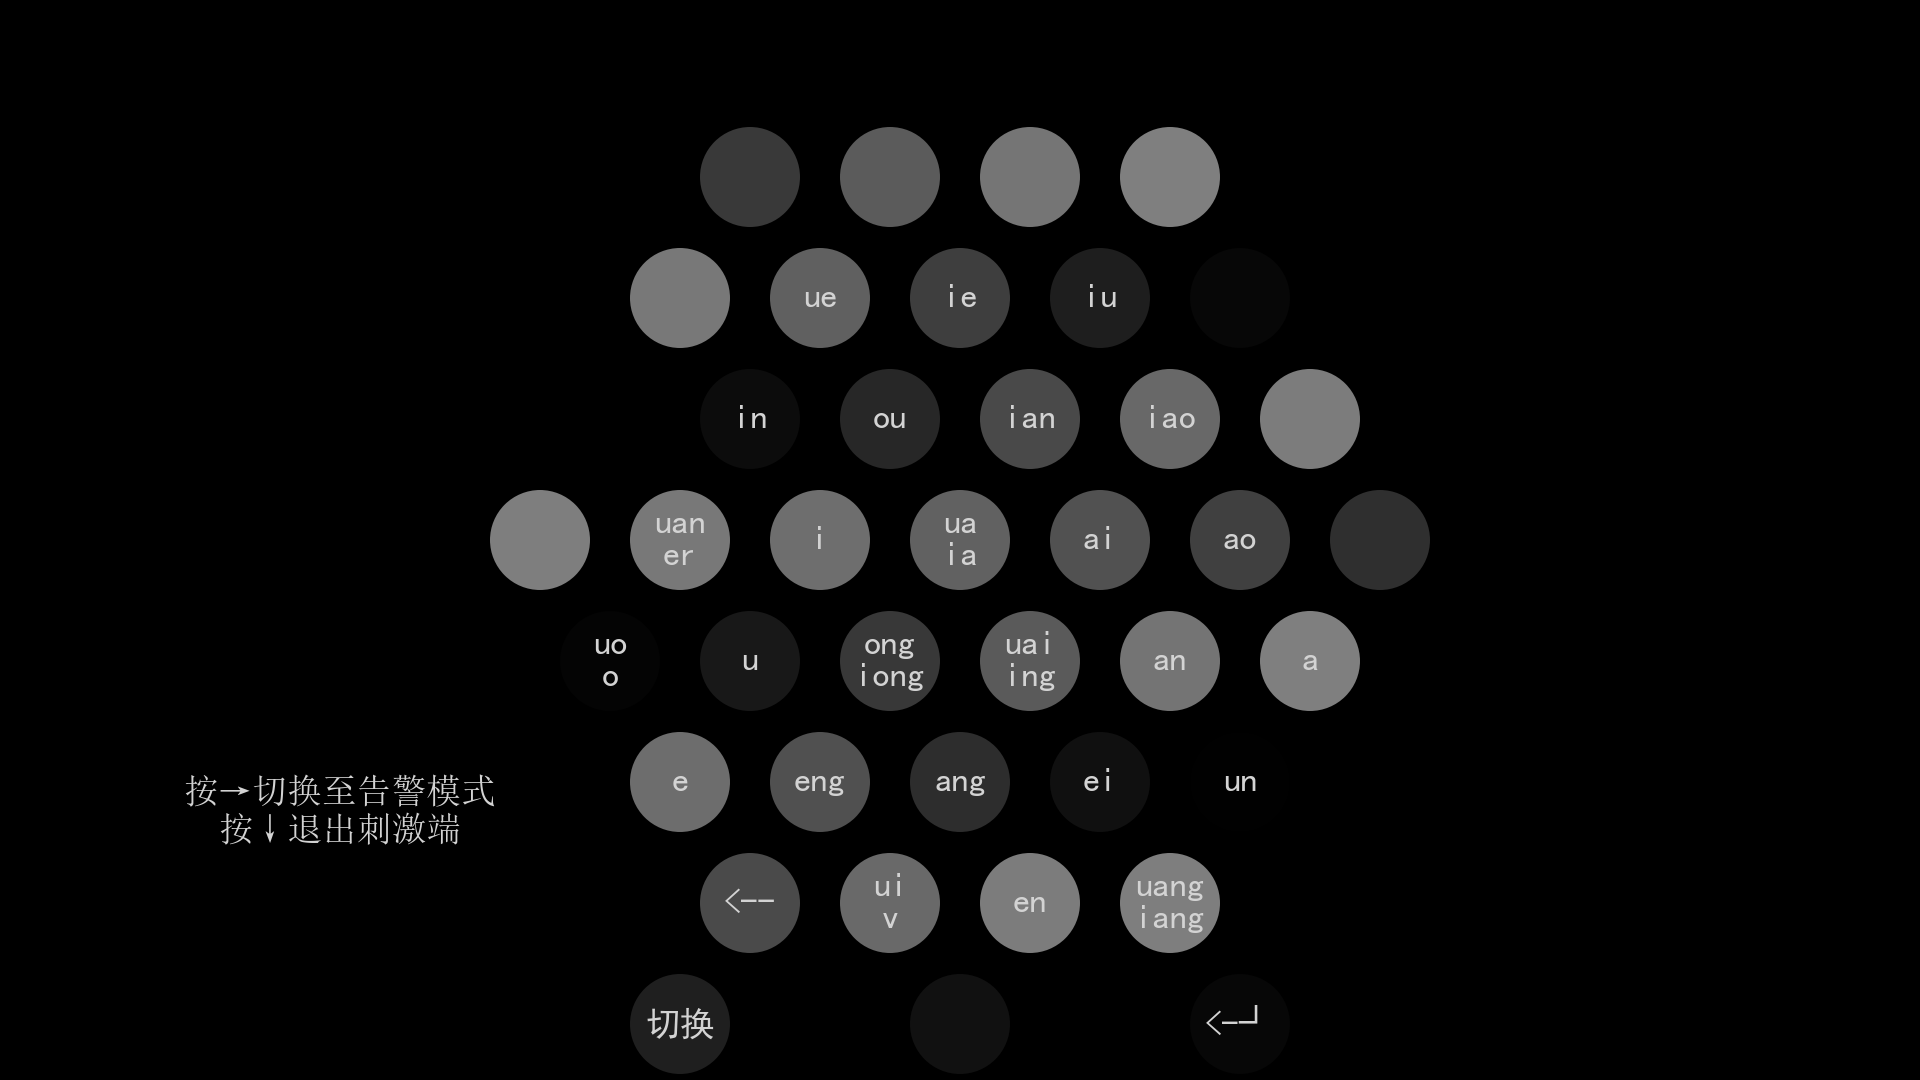 ue ie iu
in ou ian iao
uan er i ua ia ai ao
uo o u ong iong uai ing an a
e eng ang ei un
按→切换至告警模式
按↓退出刺激端
<-- ui v en uang iang
切换 <-┘